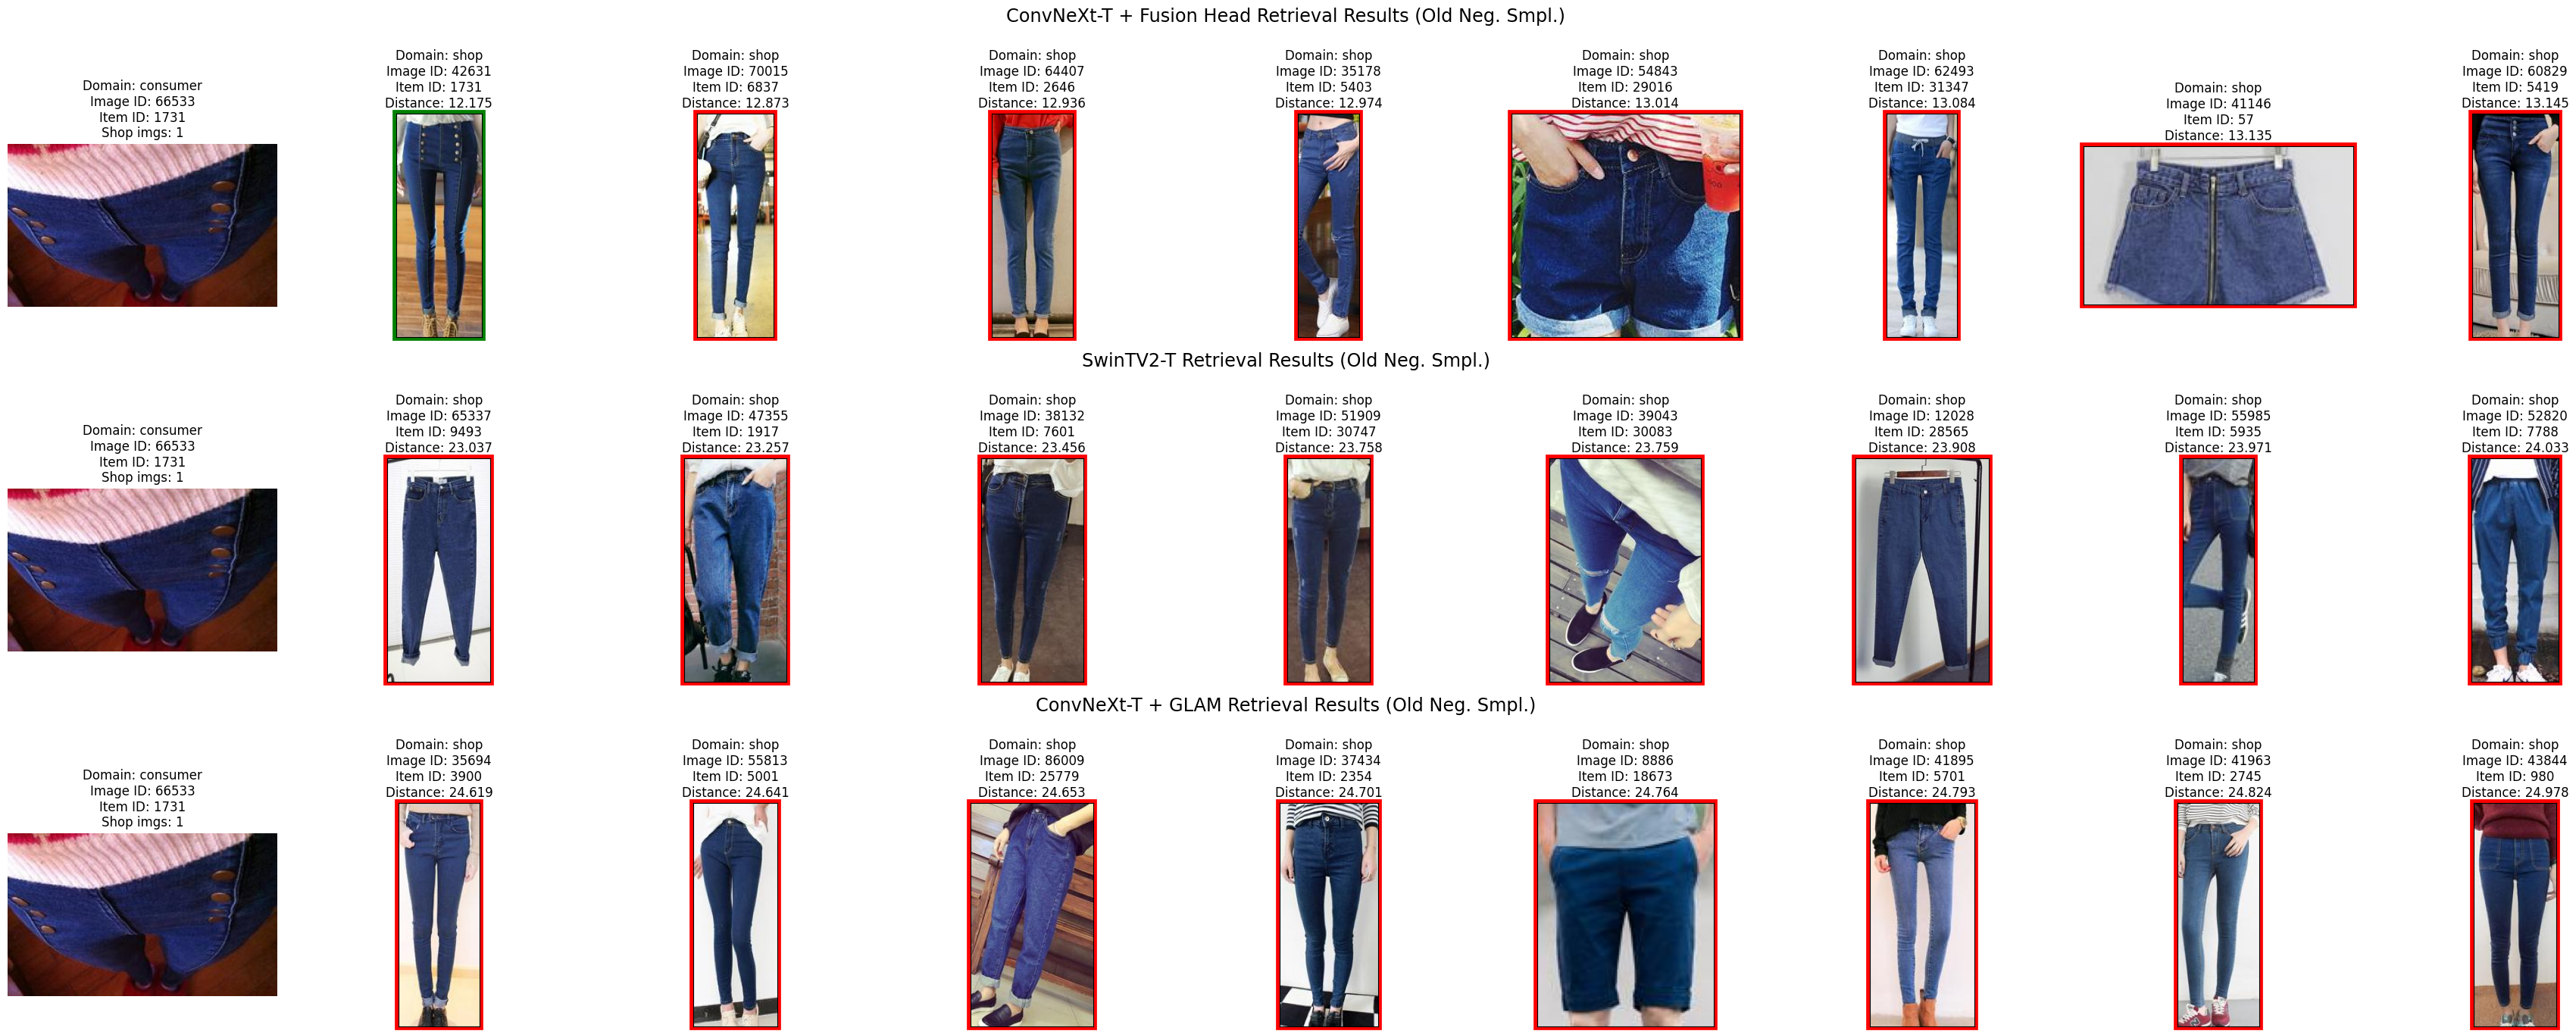 ConvNeXt-T + Fusion Head Retrieval Results (Old Neg. Smpl.)
Domain: consumer
Image ID: 66533
Item ID: 1731
Shop imgs: 1
Domain: shop
Image ID: 42631
Item ID: 1731
Distance: 12.175
Domain: shop
Image ID: 70015
Item ID: 6837
Distance: 12.873
Domain: shop
Image ID: 64407
Item ID: 2646
Distance: 12.936
Domain: shop
Image ID: 35178
Item ID: 5403
Distance: 12.974
Domain: shop
Image ID: 54843
Item ID: 29016
Distance: 13.014
Domain: shop
Image ID: 62493
Item ID: 31347
Distance: 13.084
Domain: shop
Image ID: 41146
Item ID: 57
Distance: 13.135
Domain: shop
Image ID: 60829
Item ID: 5419
Distance: 13.145
SwinTV2-T Retrieval Results (Old Neg. Smpl.)
Domain: consumer
Image ID: 66533
Item ID: 1731
Shop imgs: 1
Domain: shop
Image ID: 65337
Item ID: 9493
Distance: 23.037
Domain: shop
Image ID: 47355
Item ID: 1917
Distance: 23.257
Domain: shop
Image ID: 38132
Item ID: 7601
Distance: 23.456
Domain: shop
Image ID: 51909
Item ID: 30747
Distance: 23.758
Domain: shop
Image ID: 39043
Item ID: 30083
Distance: 23.759
Domain: shop
Image ID: 12028
Item ID: 28565
Distance: 23.908
Domain: shop
Image ID: 55985
Item ID: 5935
Distance: 23.971
Domain: shop
Image ID: 52820
Item ID: 7788
Distance: 24.033
ConvNeXt-T + GLAM Retrieval Results (Old Neg. Smpl.)
Domain: consumer
Image ID: 66533
Item ID: 1731
Shop imgs: 1
Domain: shop
Image ID: 35694
Item ID: 3900
Distance: 24.619
Domain: shop
Image ID: 55813
Item ID: 5001
Distance: 24.641
Domain: shop
Image ID: 86009
Item ID: 25779
Distance: 24.653
Domain: shop
Image ID: 37434
Item ID: 2354
Distance: 24.701
Domain: shop
Image ID: 8886
Item ID: 18673
Distance: 24.764
Domain: shop
Image ID: 41895
Item ID: 5701
Distance: 24.793
Domain: shop
Image ID: 41963
Item ID: 2745
Distance: 24.824
Domain: shop
Image ID: 43844
Item ID: 980
Distance: 24.978